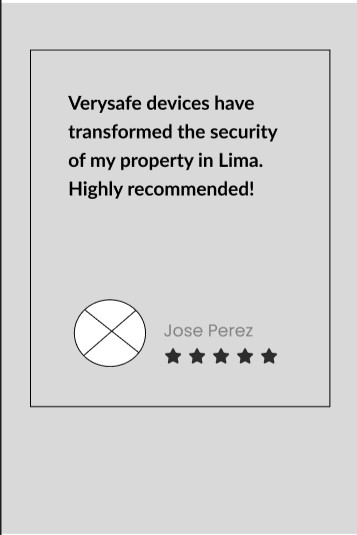 Verysafe devices have
transformed the security
of my property in Lima.
Highly recommended!
Jose Perez